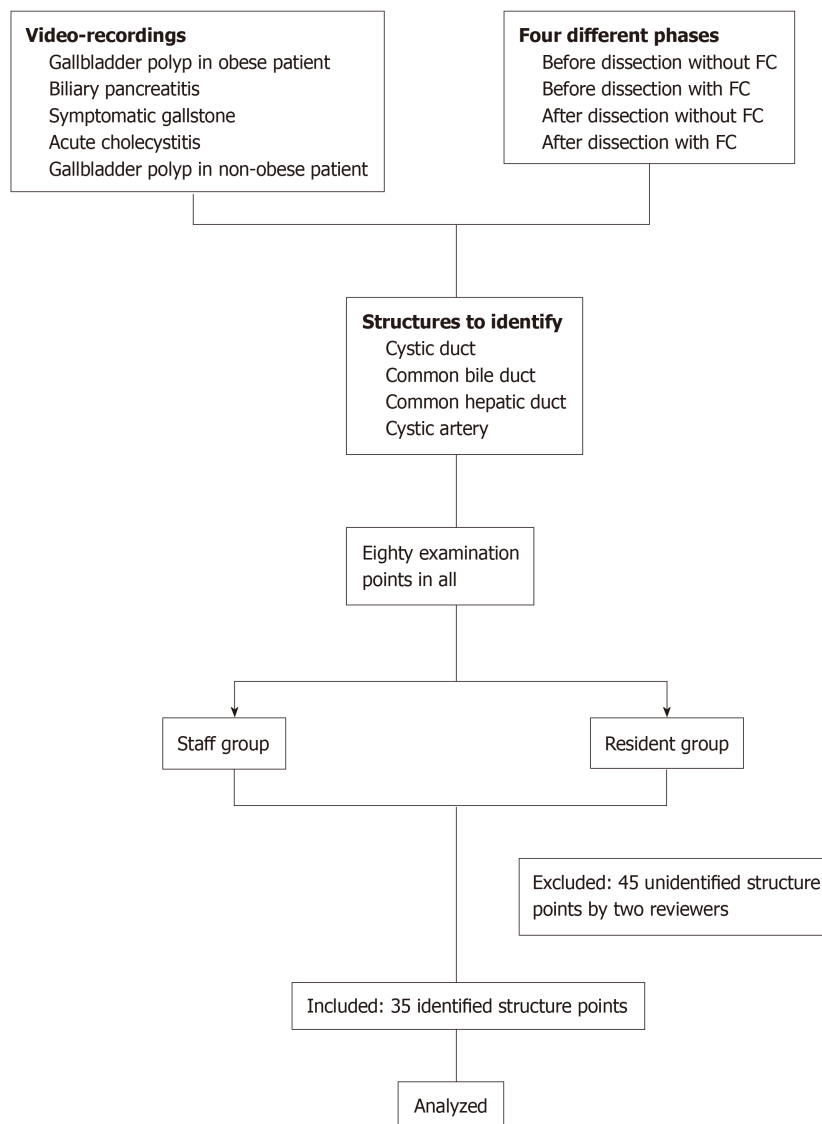 Video-recordings
Gallbladder polyp in obese patient
Biliary pancreatitis
Symptomatic gallstone
Acute cholecystitis
Gallbladder polyp in non-obese patient
Four different phases
Before dissection without FC
Before dissection with FC
After dissection without FC
After dissection with FC
Structures to identify
Cystic duct
Common bile duct
Common hepatic duct
Cystic artery
Eighty examination
points in all
Staff group
Resident group
Excluded: 45 unidentified structure
points by two reviewers
Included: 35 identified structure points
Analyzed